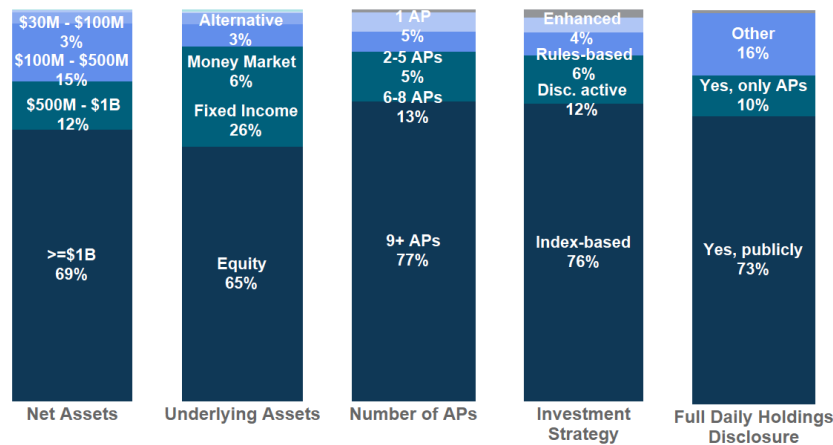 $30M - $100M
3%
$100M - $500M
15%
$500M - $1B
12%
>=$1B
69%
Net Assets
Alternative
3%
Money Market
6%
Fixed Income
26%
Equity
65%
Underlying Assets
1 AP
5%
2-5 APs
5%
6-8 APs
13%
9+ APs
77%
Number of APs
Enhanced
4%
Rules-based
6%
Disc. active
12%
Index-based
76%
Investment
Strategy
Other
16%
Yes, only APs
10%
Yes, publicly
73%
Full Daily Holdings
Disclosure